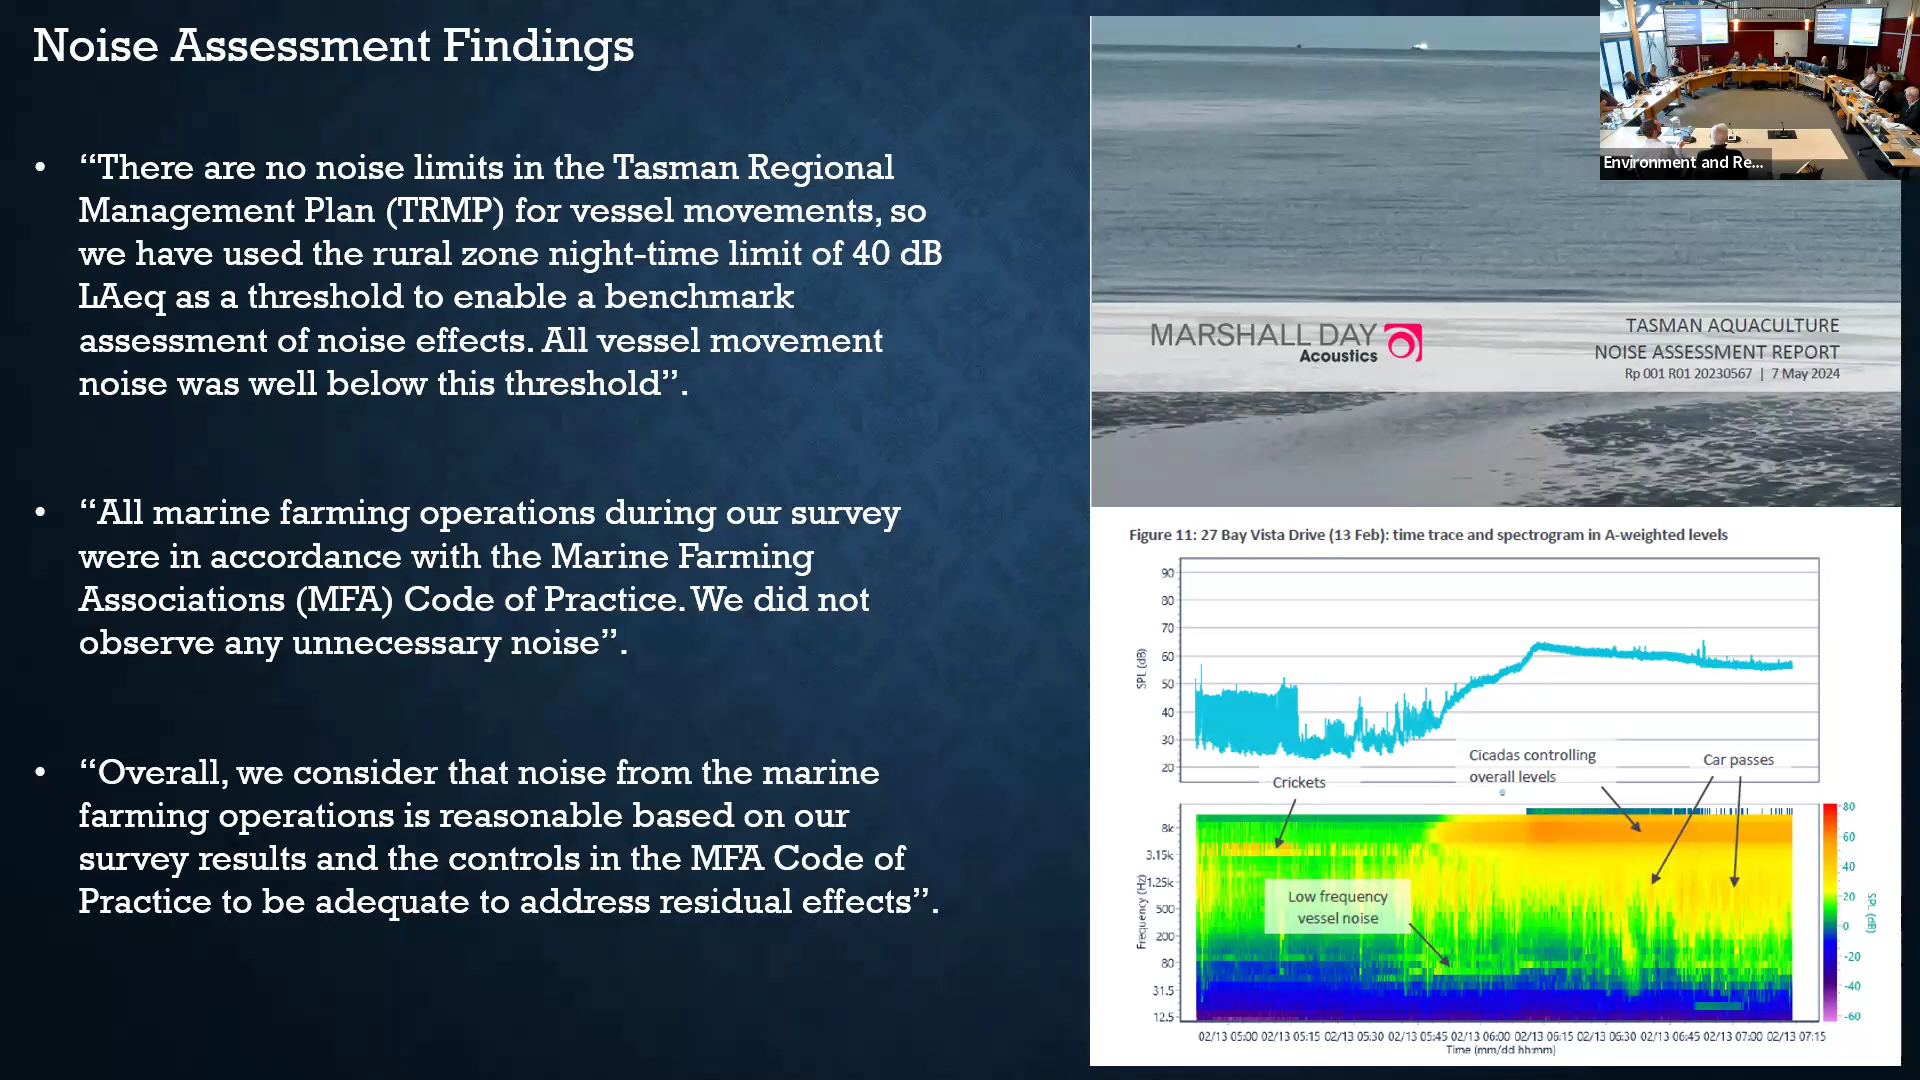 Noise Assessment Findings
• “There are no noise limits in the Tasman Regional
Management Plan (TRMP) for vessel movements, so
we have used the rural zone night-time limit of 40 dB
LAeq as a threshold to enable a benchmark
assessment of noise effects. All vessel movement
noise was well below this threshold”.
• “All marine farming operations during our survey
were in accordance with the Marine Farming
Associations (MFA) Code of Practice. We did not
observe any unnecessary noise”.
• “Overall, we consider that noise from the marine
farming operations is reasonable based on our
survey results and the controls in the MFA Code of
Practice to be adequate to address residual effects”.
Environment and Re...
MARSHALL DAY
Acoustics
TASMAN AQUACULTURE
NOISE ASSESSMENT REPORT
Rp 001 R01 20230567 | 7 May 2024
Figure 11: 27 Bay Vista Drive (13 Feb): time trace and spectrogram in A-weighted levels
90
80
70
60
50
40
30
20
SPL (dB)
Crickets
Cicadas controlling
overall levels
Car passes
Low frequency
vessel noise
8k
3.15k
1.25k
500
200
80
31.5
12.5
Frequency (Hz)
80
60
40
20
0
-20
-40
-60
SPL (dB)
02/13 05:00 02/13 05:15 02/13 05:30 02/13 05:45 02/13 06:00 02/13 06:15 02/13 06:30 02/13 06:45 02/13 07:00 02/13 07:15
Time (mm/dd hh:mm)